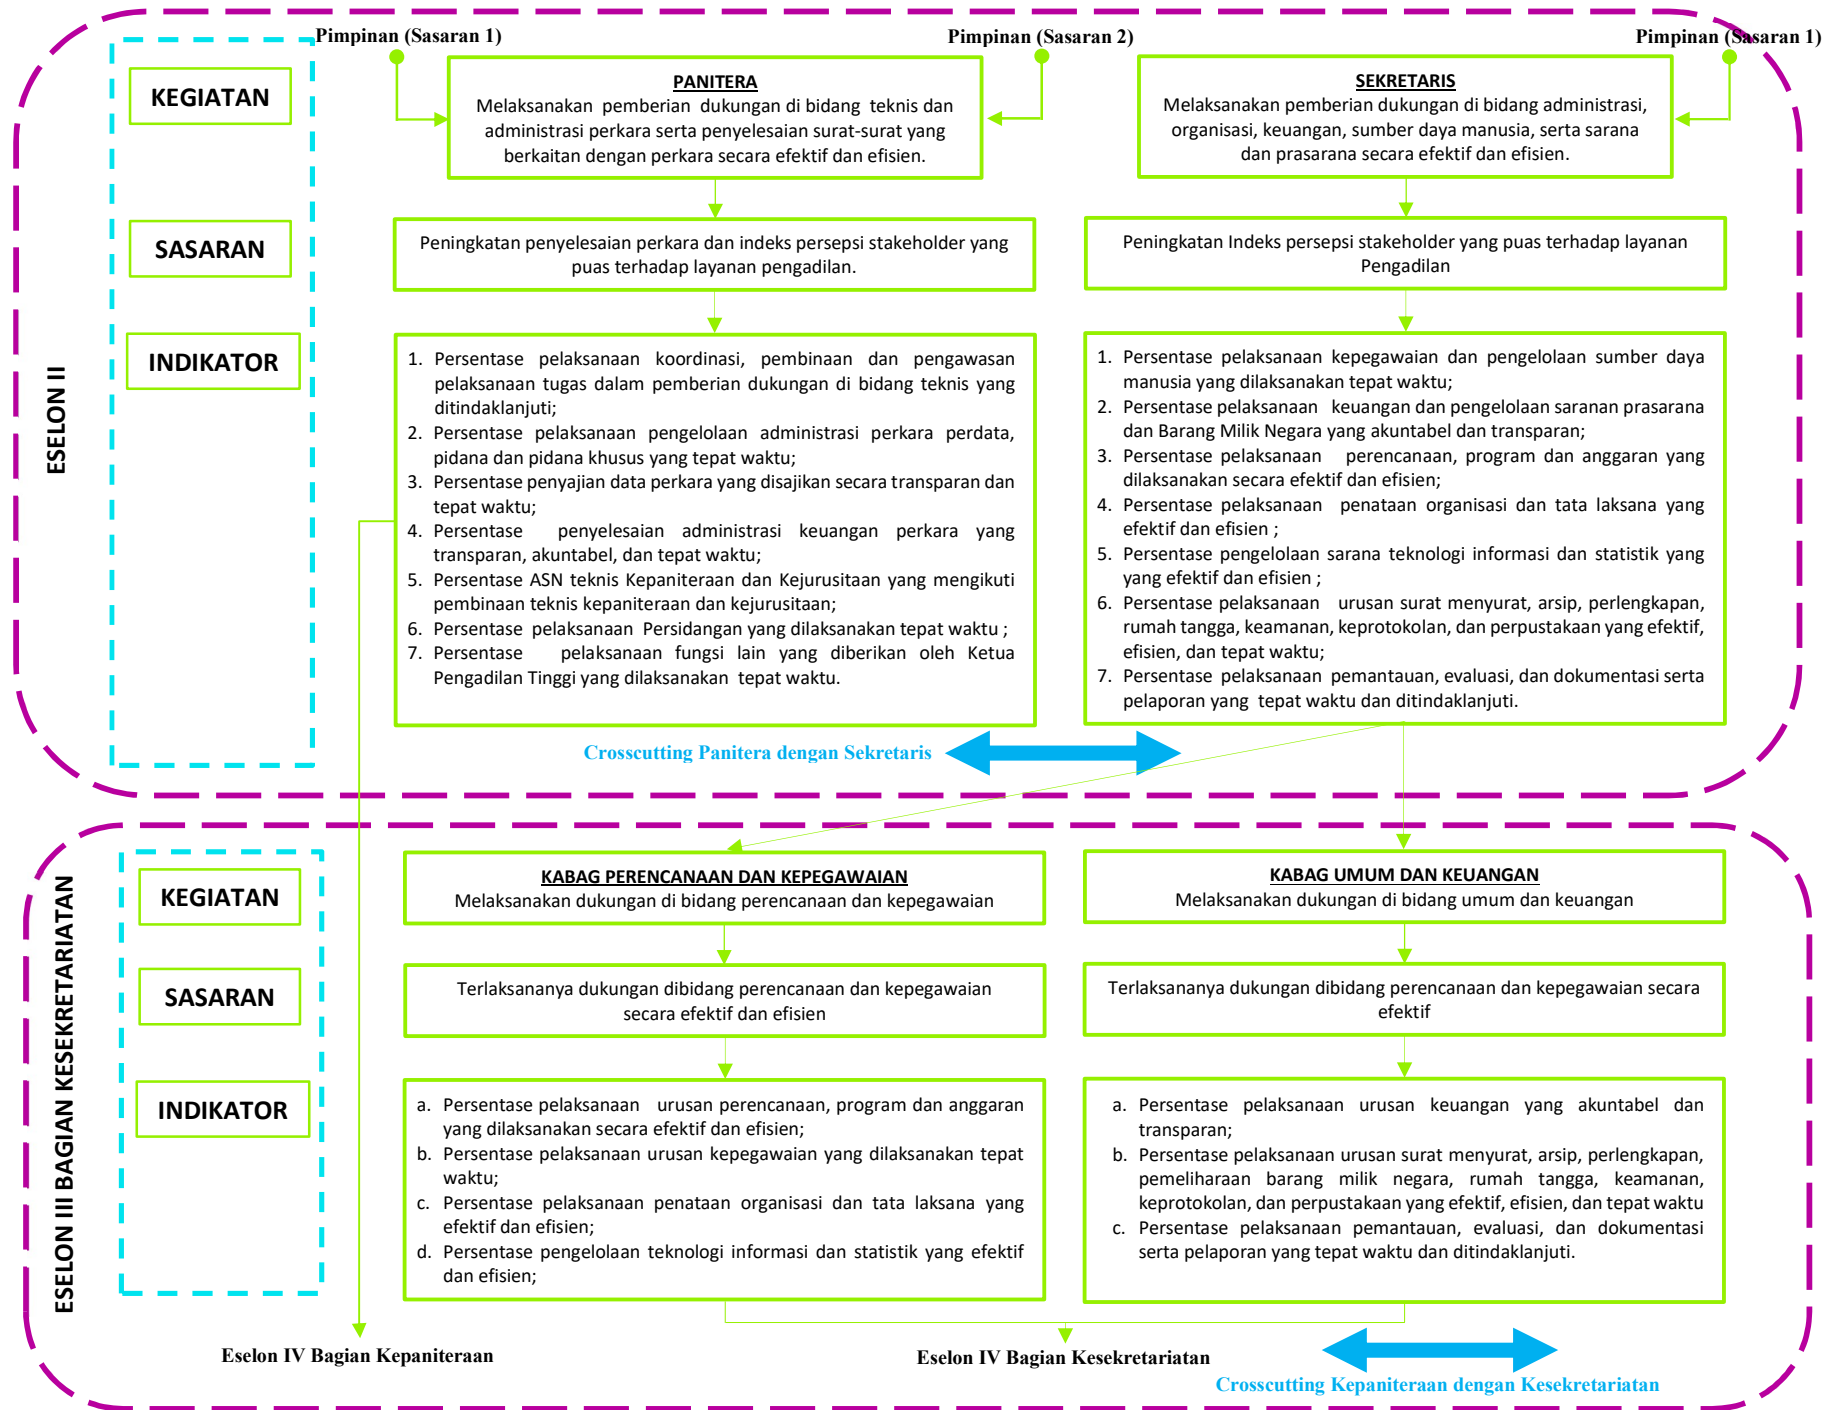 Pimpinan (Sasaran 1)
Pimpinan (Sasaran 2)
Pimpinan (Sasaran 1)
ESELON II
KEGIATAN
PANITERA
Melaksanakan pemberian dukungan di bidang teknis dan
administrasi perkara serta penyelesaian surat-surat yang
berkaitan dengan perkara secara efektif dan efisien.
SEKRETARIS
Melaksanakan pemberian dukungan di bidang administrasi,
organisasi, keuangan, sumber daya manusia, serta sarana
dan prasarana secara efektif dan efisien.
SASARAN
Peningkatan penyelesaian perkara dan indeks persepsi stakeholder yang
puas terhadap layanan pengadilan.
Peningkatan Indeks persepsi stakeholder yang puas terhadap layanan
Pengadilan
INDIKATOR
1. Persentase pelaksanaan koordinasi, pembinaan dan pengawasan
pelaksanaan tugas dalam pemberian dukungan di bidang teknis yang
ditindaklanjuti;
2. Persentase pelaksanaan pengelolaan administrasi perkara perdata,
pidana dan pidana khusus yang tepat waktu;
3. Persentase penyajian data perkara yang disajikan secara transparan dan
tepat waktu;
4. Persentase penyelesaian administrasi keuangan perkara yang
transparan, akuntabel, dan tepat waktu;
5. Persentase ASN teknis Kepaniteraan dan Kejurusitaan yang mengikuti
pembinaan teknis kepaniteraan dan kejurusitaan;
6. Persentase pelaksanaan Persidangan yang dilaksanakan tepat waktu ;
7. Persentase pelaksanaan fungsi lain yang diberikan oleh Ketua
Pengadilan Tinggi yang dilaksanakan tepat waktu.
1. Persentase pelaksanaan kepegawaian dan pengelolaan sumber daya
manusia yang dilaksanakan tepat waktu;
2. Persentase pelaksanaan keuangan dan pengelolaan saranan prasarana
dan Barang Milik Negara yang akuntabel dan transparan;
3. Persentase pelaksanaan perencanaan, program dan anggaran yang
dilaksanakan secara efektif dan efisien;
4. Persentase pelaksanaan penataan organisasi dan tata laksana yang
efektif dan efisien ;
5. Persentase pengelolaan sarana teknologi informasi dan statistik yang
yang efektif dan efisien ;
6. Persentase pelaksanaan urusan surat menyurat, arsip, perlengkapan,
rumah tangga, keamanan, keprotokolan, dan perpustakaan yang efektif,
efisien, dan tepat waktu;
7. Persentase pelaksanaan pemantauan, evaluasi, dan dokumentasi serta
pelaporan yang tepat waktu dan ditindaklanjuti.
Crosscutting Panitera dengan Sekretaris
ESELON III BAGIAN KESEKRETARIATAN
KEGIATAN
KABAG PERENCANAAN DAN KEPEGAWAIAN
Melaksanakan dukungan di bidang perencanaan dan kepegawaian
KABAG UMUM DAN KEUANGAN
Melaksanakan dukungan di bidang umum dan keuangan
SASARAN
Terlaksananya dukungan dibidang perencanaan dan kepegawaian
secara efektif dan efisien
Terlaksananya dukungan dibidang perencanaan dan kepegawaian secara
efektif
INDIKATOR
a. Persentase pelaksanaan urusan perencanaan, program dan anggaran
yang dilaksanakan secara efektif dan efisien;
b. Persentase pelaksanaan urusan kepegawaian yang dilaksanakan tepat
waktu;
c. Persentase pelaksanaan penataan organisasi dan tata laksana yang
efektif dan efisien;
d. Persentase pengelolaan teknologi informasi dan statistik yang efektif
dan efisien;
a. Persentase pelaksanaan urusan keuangan yang akuntabel dan
transparan;
b. Persentase pelaksanaan urusan surat menyurat, arsip, perlengkapan,
pemeliharaan barang milik negara, rumah tangga, keamanan,
keprotokolan, dan perpustakaan yang efektif, efisien, dan tepat waktu
c. Persentase pelaksanaan pemantauan, evaluasi, dan dokumentasi
serta pelaporan yang tepat waktu dan ditindaklanjuti.
Eselon IV Bagian Kepaniteraan
Eselon IV Bagian Kesekretariatan
Crosscutting Kepaniteraan dengan Kesekretariatan